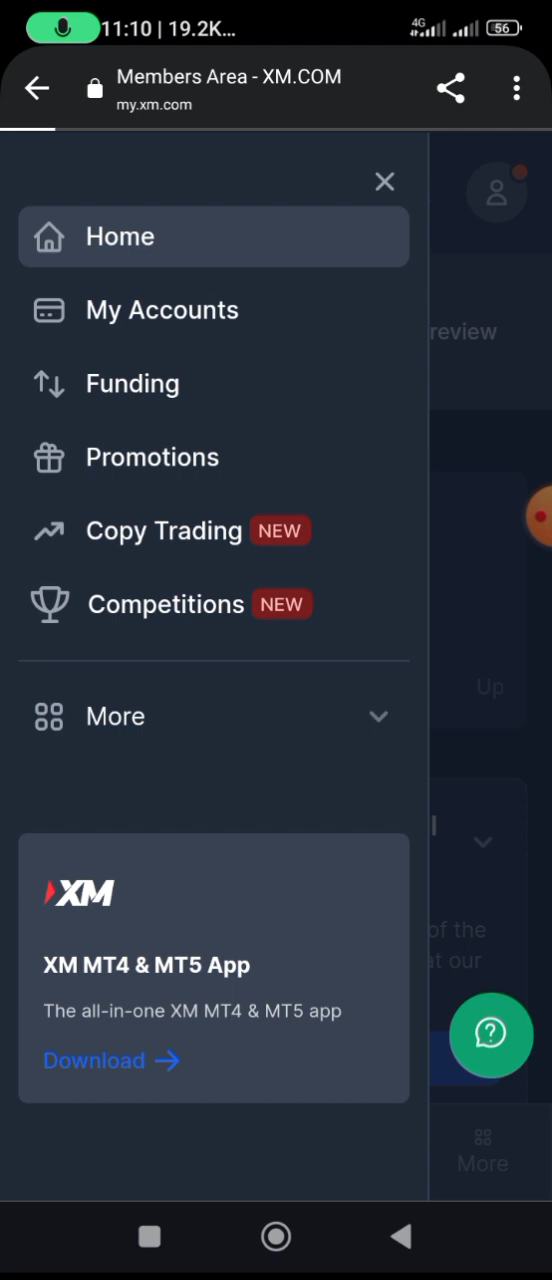 11:10 | 19.2K...
4G
56
Members Area - XM.COM
my.xm.com
Home
My Accounts
review
Funding
Promotions
Copy Trading NEW
Competitions NEW
Up
More
XM
of the
XM MT4 & MT5 App
at our
The all-in-one XM MT4 & MT5 app
Download
More